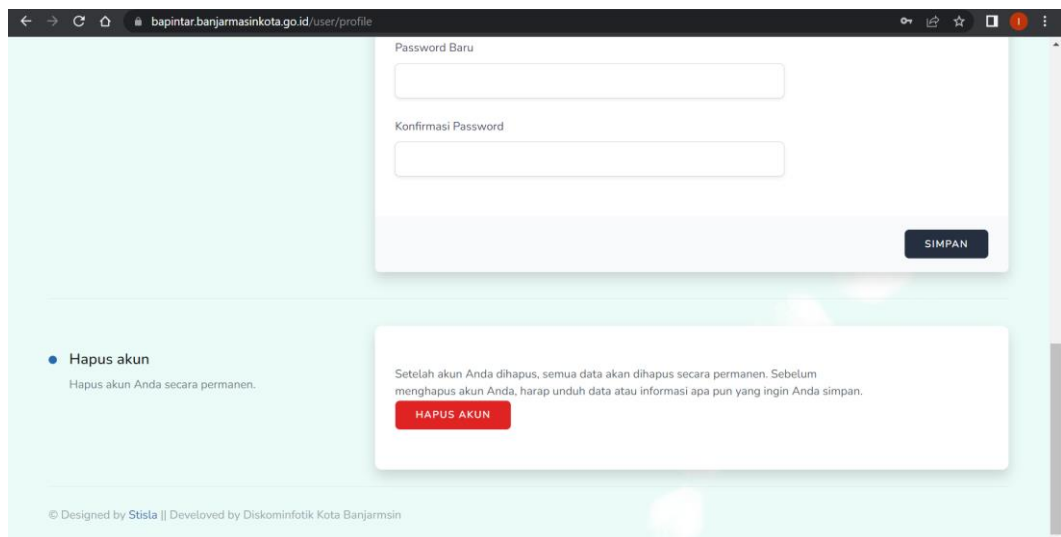 bapintar.banjarmasinkota.go.id/user/profile
I
Password Baru
Konfirmasi Password
SIMPAN
Hapus akun
Hapus akun Anda secara permanen.
Setelah akun Anda dihapus, semua data akan dihapus secara permanen. Sebelum
menghapus akun Anda, harap unduh data atau informasi apa pun yang ingin Anda simpan.
HAPUS AKUN
© Designed by Stisla || Develoved by Diskominfotik Kota Banjarmsin